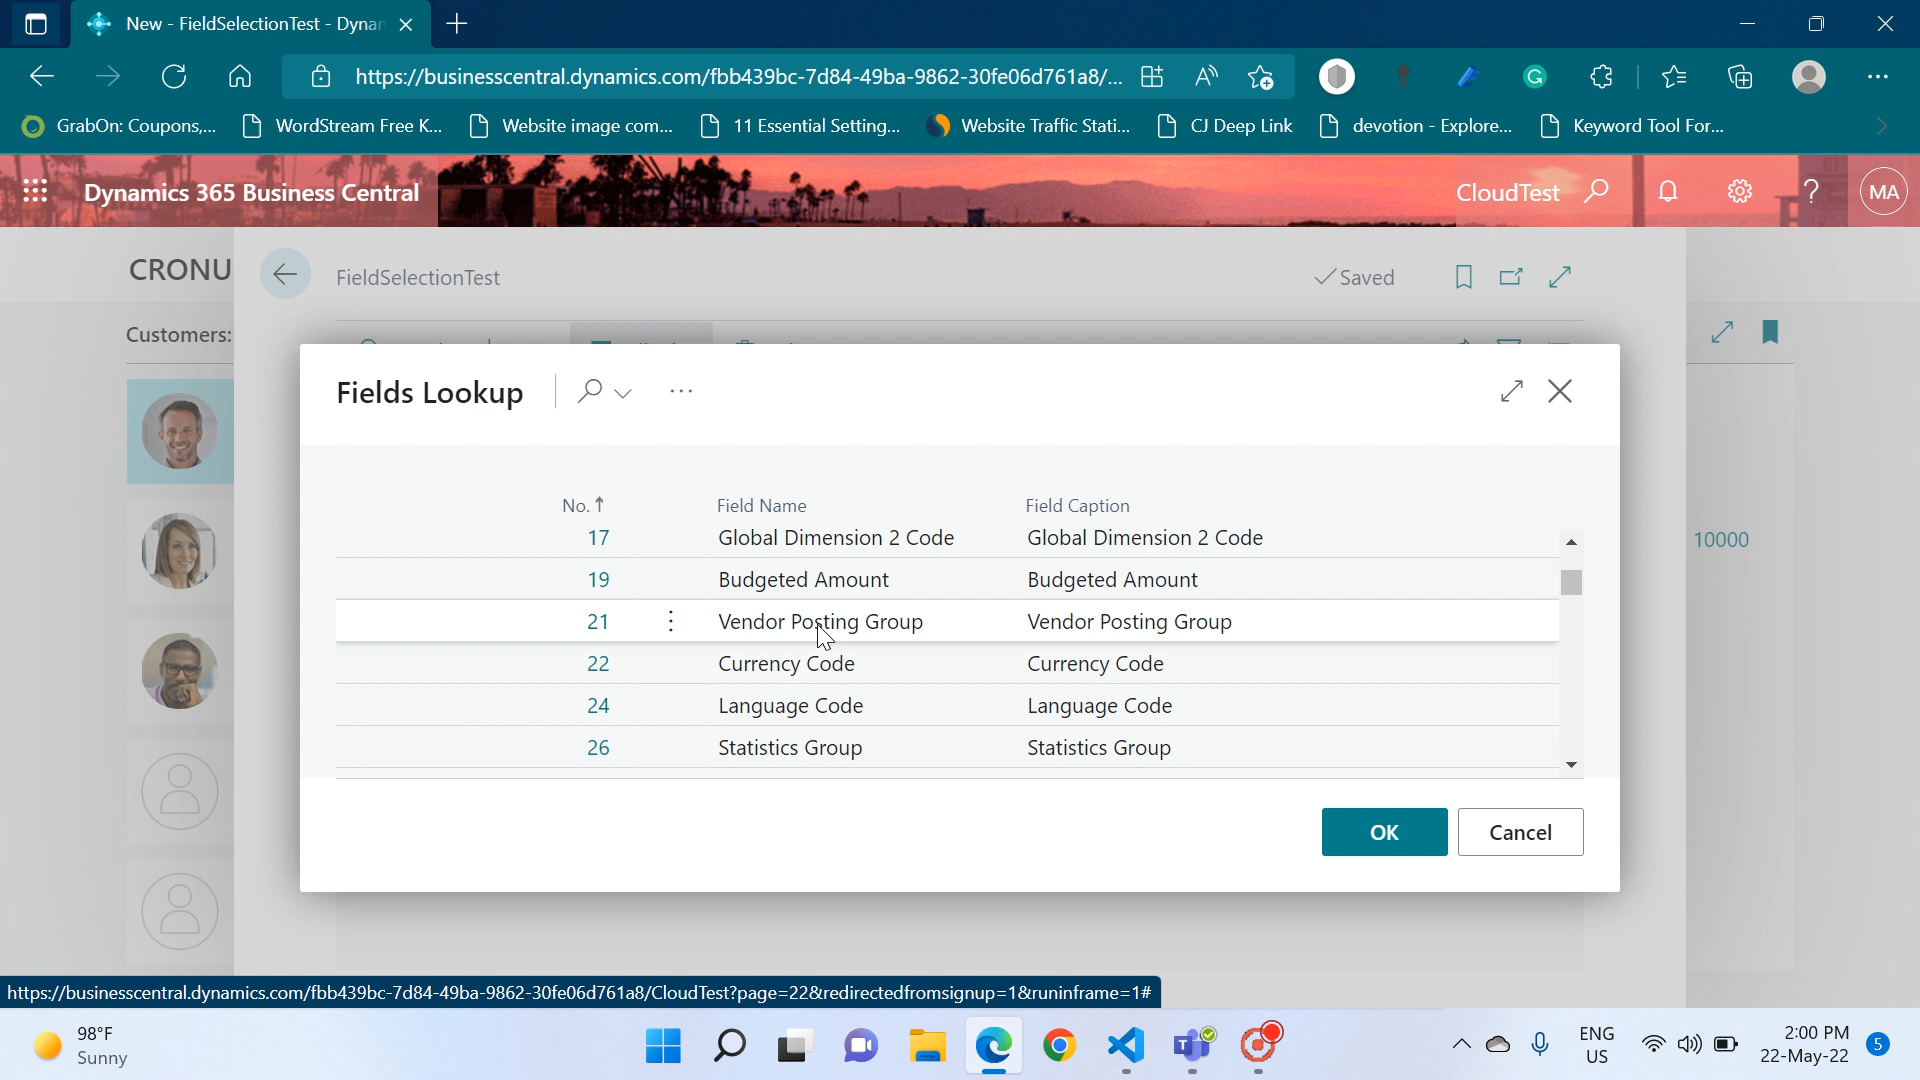 New - FieldSelectionTest - Dynar
https://businesscentral.dynamics.com/fbb439bc-7d84-49ba-9862-30fe06d761a8/...
GrabOn: Coupons,... WordStream Free K... Website image com... 11 Essential Setting... Website Traffic Stati... CJ Deep Link devotion - Explore... Keyword Tool For...
Dynamics 365 Business Central CloudTest ? MA
CRONU
FieldSelectionTest Saved
Customers:
Fields Lookup
No. Field Name Field Caption
17 Global Dimension 2 Code Global Dimension 2 Code
19 Budgeted Amount Budgeted Amount
21 Vendor Posting Group Vendor Posting Group
22 Currency Code Currency Code
24 Language Code Language Code
26 Statistics Group Statistics Group
10000
OK Cancel
https://businesscentral.dynamics.com/fbb439bc-7d84-49ba-9862-30fe06d761a8/CloudTest?page=22&redirectedfromsignup=1&runinframe=1#
98°F
Sunny
ENG
US
2:00 PM
22-May-22
5